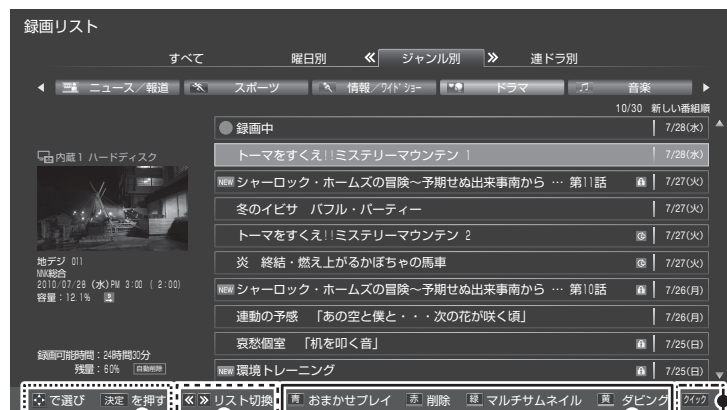 録画リスト
すべて 曜日別 ≪ ジャンル別 ≫ 連ドラ別
ニュース／報道 スポーツ 情報／ワイドショー ドラマ 音楽
10/30 新しい番組順
録画中 7/28(水)
内蔵1 ハードディスク
トーマをすくえ!!ミステリーマウンテン 1 7/28(水)
NEW シャーロック・ホームズの冒険～予期せぬ出来事南から … 第11話 7/27(火)
冬のイビサ パフル・パーティー 7/27(火)
トーマをすくえ!!ミステリーマウンテン 2 7/27(火)
炎 終結・燃え上がるかぼちゃの馬車 7/27(火)
NEW シャーロック・ホームズの冒険～予期せぬ出来事南から … 第10話 7/26(月)
連動の予感 「あの空と僕と・・・次の花が咲く頃」 7/26(月)
哀愁個室 「机を叩く音」 7/25(日)
NEW 環境トレーニング 7/25(日)
地デジ 011
NNK総合
2010/07/28 (水)PM 3:00 ( 2:00)
容量：12.1%
録画可能時間：24時間30分
残量：60% 自動削除
で選び 決定 を押す ≪ ≫ リスト切換 青 おまかせプレイ 赤 削除 緑 マルチサムネイル 黄 ダビング クイック